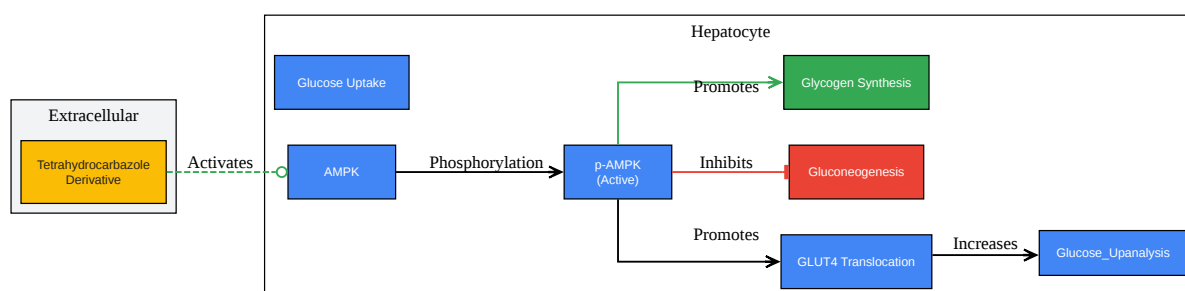 Hepatocyte
Glucose Uptake
Promotes
Glycogen Synthesis
Extracellular
Tetrahydrocarbazole
Derivative
Activates
AMPK
Phosphorylation
p-AMPK
(Active)
Inhibits
Gluconeogenesis
Promotes
GLUT4 Translocation
Increases
Glucose_Upanalysis